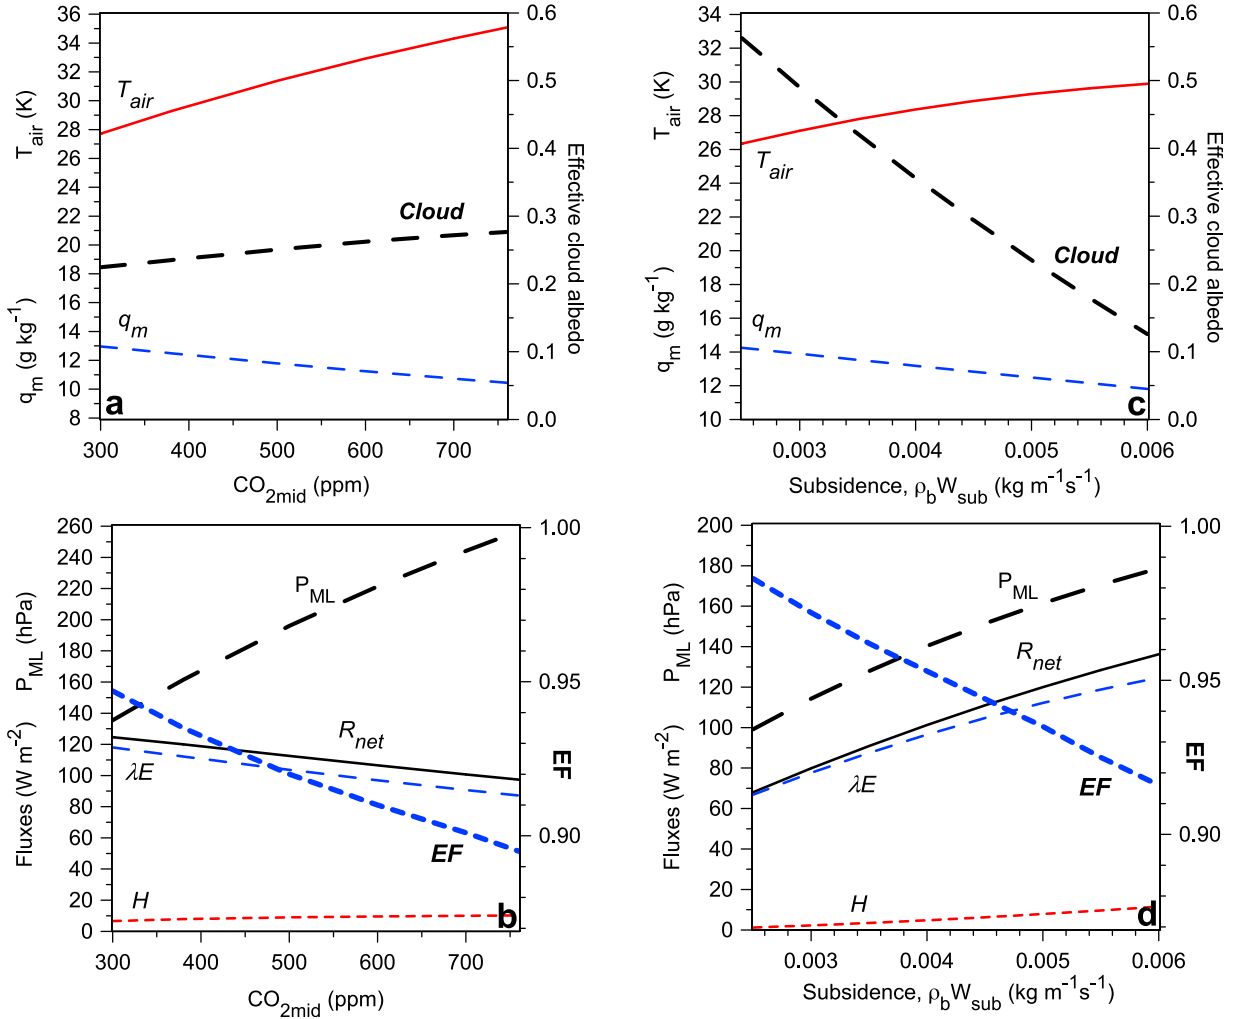 36
34
32
30
28
26
24
22
20
18
16
14
12
10
8
T_air (K)
q_m (g kg⁻¹)
T_air
Cloud
q_m
a
0.6
0.5
0.4
0.3
0.2
0.1
0.0
Effective cloud albedo
300 400 500 600 700
CO_2mid (ppm)
34
32
30
28
26
24
22
20
18
16
14
12
10
T_air (K)
q_m (g kg⁻¹)
T_air
Cloud
c
0.6
0.5
0.4
0.3
0.2
0.1
0.0
Effective cloud albedo
0.003 0.004 0.005 0.006
Subsidence, ρ_bW_sub (kg m⁻¹s⁻¹)
260
240
220
200
180
160
140
120
100
80
60
40
20
10
0
P_ML (hPa)
Fluxes (W m⁻²)
P_ML
R_net
λE
EF
H
b
1.00
0.95
0.90
EF
300 400 500 600 700
CO_2mid (ppm)
200
180
160
140
120
100
80
60
40
20
10
0
P_ML (hPa)
Fluxes (W m⁻²)
P_ML
R_net
λE
EF
H
d
1.00
0.95
0.90
EF
0.003 0.004 0.005 0.006
Subsidence, ρ_bW_sub (kg m⁻¹s⁻¹)